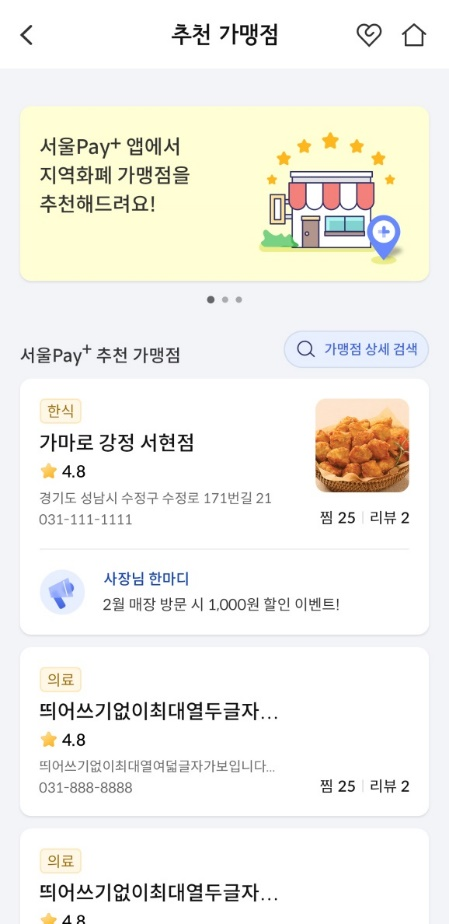 추천 가맹점
서울Pay+ 앱에서
지역화폐 가맹점을
추천해드려요!
서울Pay+ 추천 가맹점
가맹점 상세 검색
한식
가마로 강정 서현점
4.8
경기도 성남시 수정구 수정로 171번길 21
031-111-1111
찜 25 | 리뷰 2
사장님 한마디
2월 매장 방문 시 1,000원 할인 이벤트!
의료
띄어쓰기없이최대열두글자...
4.8
띄어쓰기없이최대열여덟글자가보입니다...
031-888-8888
찜 25 | 리뷰 2
의료
띄어쓰기없이최대열두글자...
4.8